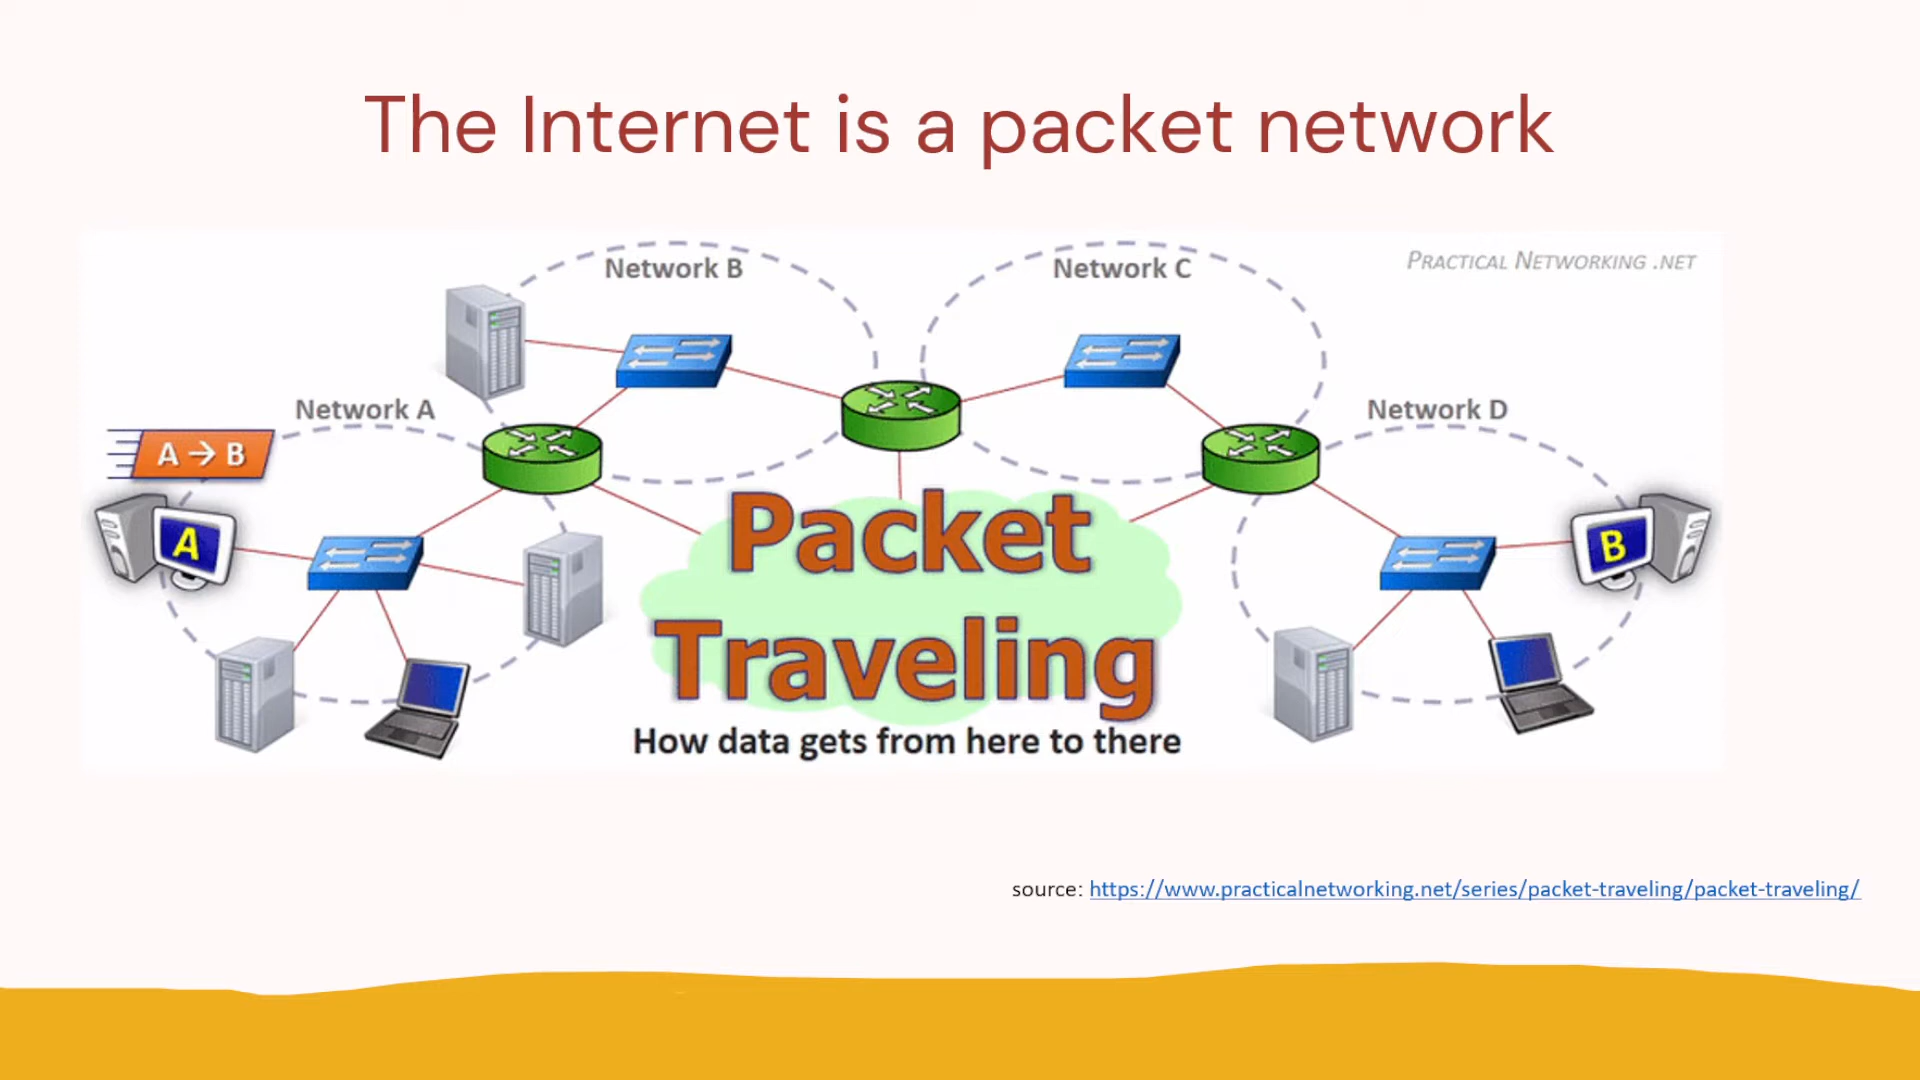 The Internet is a packet network
PRACTICAL NETWORKING .NET
Network B
Network C
Network A
Network D
A → B
A
B
Packet
Traveling
How data gets from here to there
source: https://www.practicalnetworking.net/series/packet-traveling/packet-traveling/